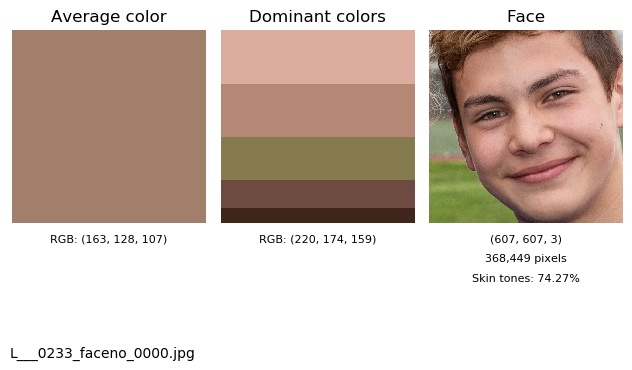 Average color
Dominant colors
Face
RGB: (163, 128, 107)
RGB: (220, 174, 159)
(607, 607, 3)
368,449 pixels
Skin tones: 74.27%
L___0233_faceno_0000.jpg